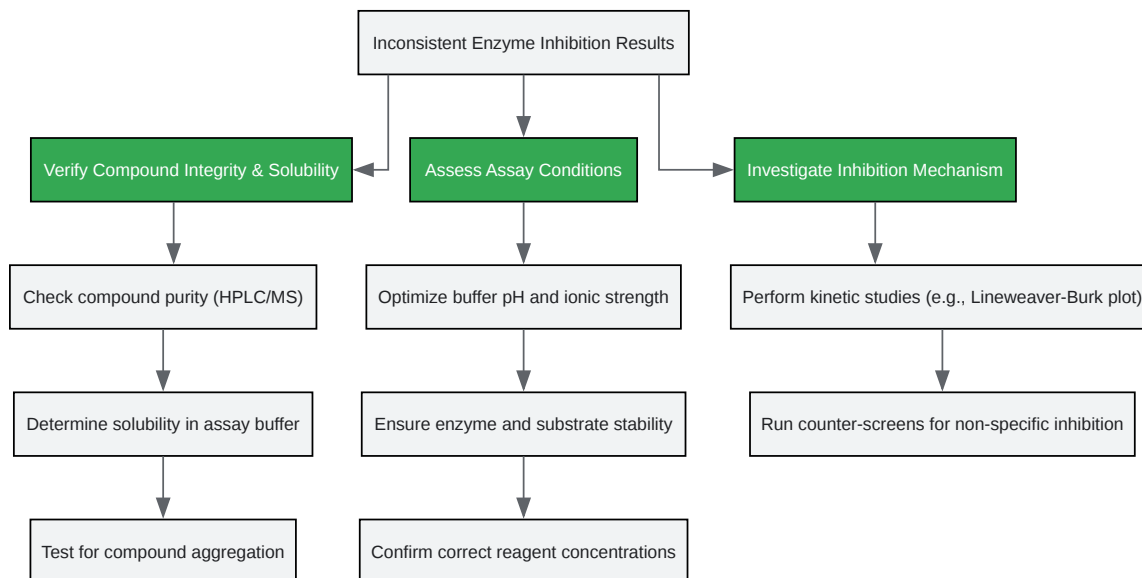 Inconsistent Enzyme Inhibition Results
Verify Compound Integrity & Solubility
Assess Assay Conditions
Investigate Inhibition Mechanism
Check compound purity (HPLC/MS)
Optimize buffer pH and ionic strength
Perform kinetic studies (e.g., Lineweaver-Burk plot)
Determine solubility in assay buffer
Ensure enzyme and substrate stability
Run counter-screens for non-specific inhibition
Test for compound aggregation
Confirm correct reagent concentrations